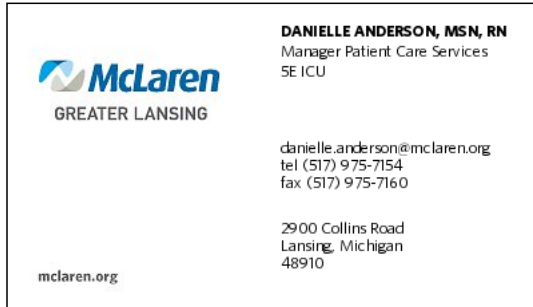 McLaren
GREATER LANSING
mclaren.org
DANIELLE ANDERSON, MSN, RN
Manager Patient Care Services
5E ICU
danielle.anderson@mclaren.org
tel (517) 975-7154
fax (517) 975-7160
2900 Collins Road
Lansing, Michigan
48910